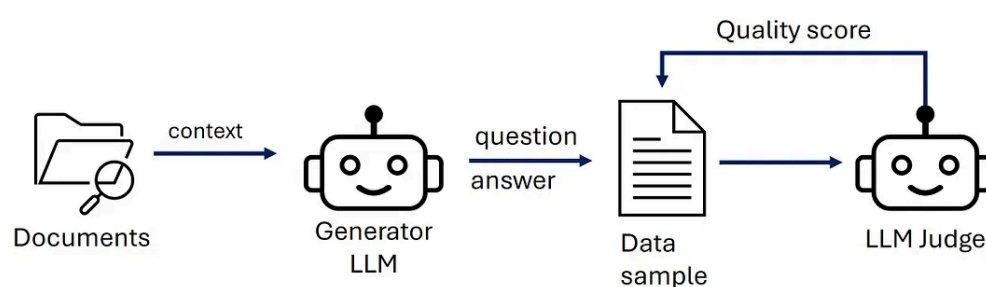 Quality score
context
question
answer
Documents
Generator
LLM
Data
sample
LLM Judge